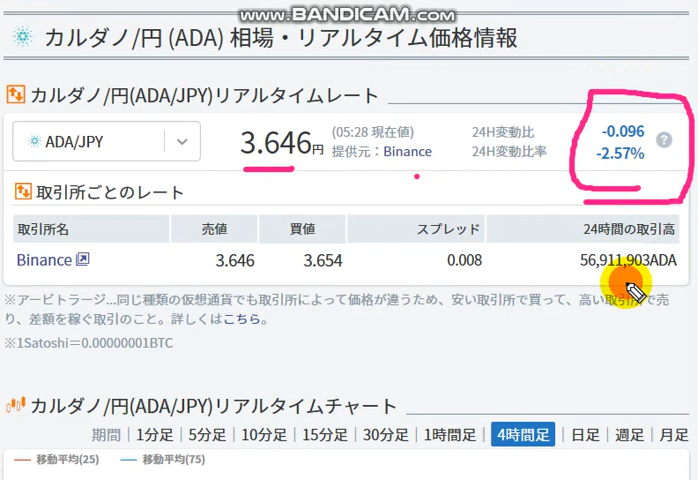 www.BANDICAM.com
カルダノ/円 (ADA) 相場・リアルタイム価格情報
カルダノ/円(ADA/JPY)リアルタイムレート
ADA/JPY 3.646円 (05:28 現在値) 24H変動比 -0.096 ?
提供元：Binance 24H変動比率 -2.57%
取引所ごとのレート
取引所名 売値 買値 スプレッド 24時間の取引高
Binance 3.646 3.654 0.008 56,911,903ADA
※アービトラージ...同じ種類の仮想通貨でも取引所によって価格が違うため、安い取引所で買って、高い取引所で売
り、差額を稼ぐ取引のこと。詳しくはこちら。
※1Satoshi＝0.00000001BTC
カルダノ/円(ADA/JPY)リアルタイムチャート
期間 | 1分足 | 5分足 | 10分足 | 15分足 | 30分足 | 1時間足 | 4時間足 | 日足 | 週足 | 月足
移動平均(25) 移動平均(75)